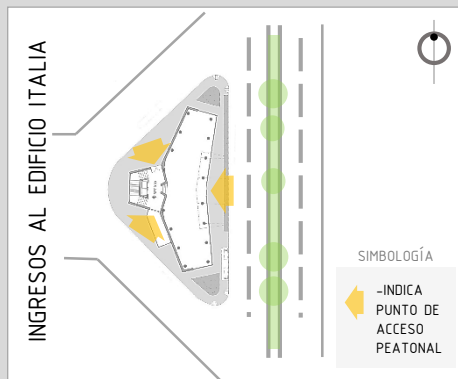 INGRESOS AL EDIFICIO ITALIA
SIMBOLOGÍA
-INDICA
PUNTO DE
ACCESO
PEATONAL